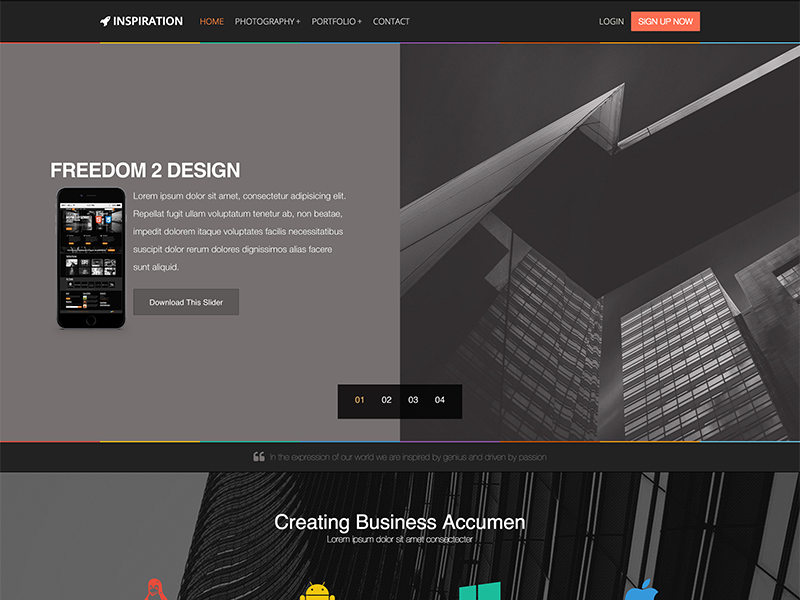 INSPIRATION HOME PHOTOGRAPHY + PORTFOLIO + CONTACT LOGIN SIGN UP NOW
FREEDOM 2 DESIGN
Lorem ipsum dolor sit amet, consectetur adipisicing elit.
Repellat fugit ullam voluptatum tenetur ab, non beatae,
impedit dolorem itaque voluptates facilis necessitatibus
suscipit dolor rerum dolores dignissimos alias facere
sunt aliquid.
Download This Slider
01 02 03 04
In the expression of our world we are inspired by genius and driven by passion
Creating Business Accumen
Lorem ipsum dolor sit amet consectecter